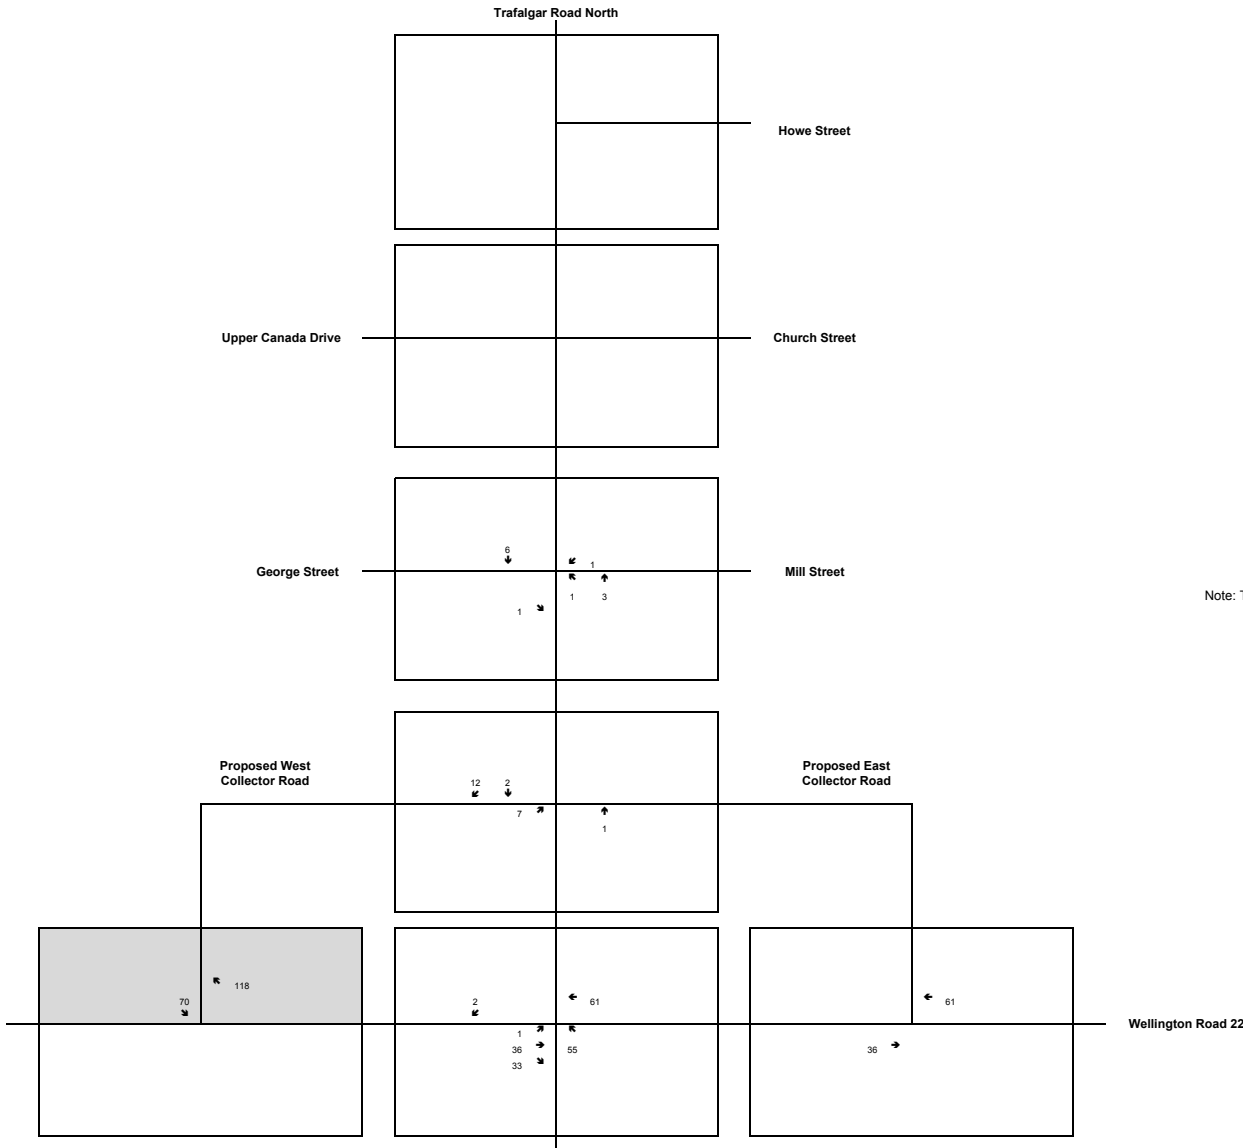 Trafalgar Road North
Howe Street
Upper Canada Drive
Church Street
6
1
George Street
Mill Street
1
3
1
Note:
Proposed West
Collector Road
Proposed East
Collector Road
12
2
7
1
118
70
2
61
61
Wellington Road 22
1
36
55
36
33